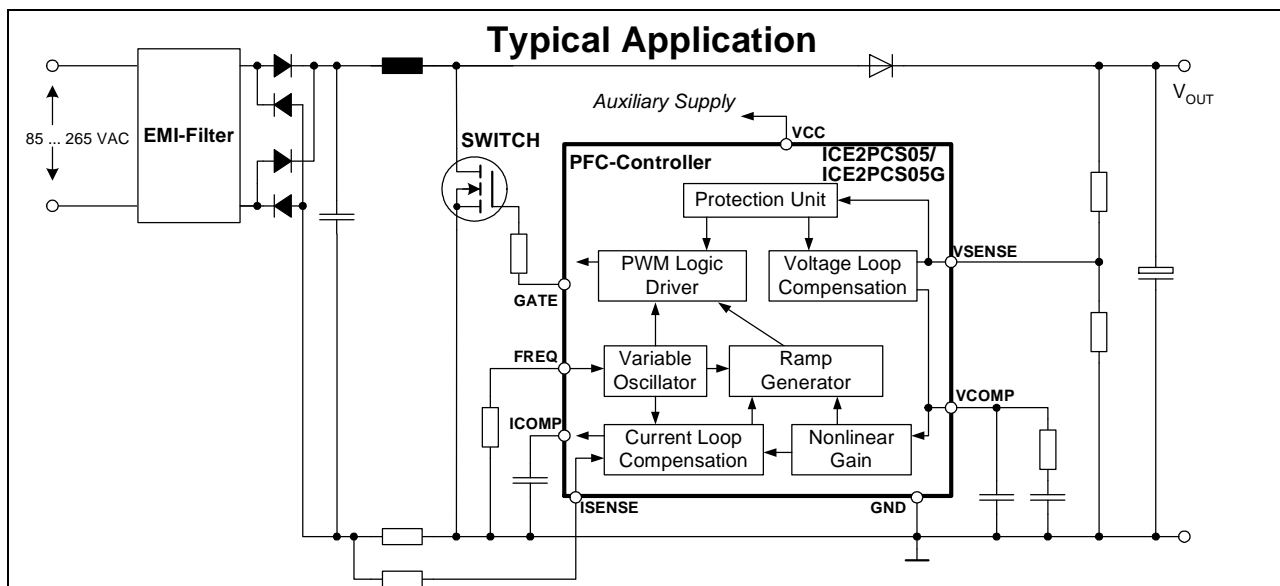 Typical Application
85 ... 265 VAC
EMI-Filter
Auxiliary Supply
VCC
V_OUT
SWITCH
PFC-Controller
ICE2PCS05/
ICE2PCS05G
Protection Unit
PWM Logic
Driver
Voltage Loop
Compensation
VSENSE
GATE
FREQ
Variable
Oscillator
Ramp
Generator
VCOMP
ICOMP
Current Loop
Compensation
Nonlinear
Gain
ISENSE
GND